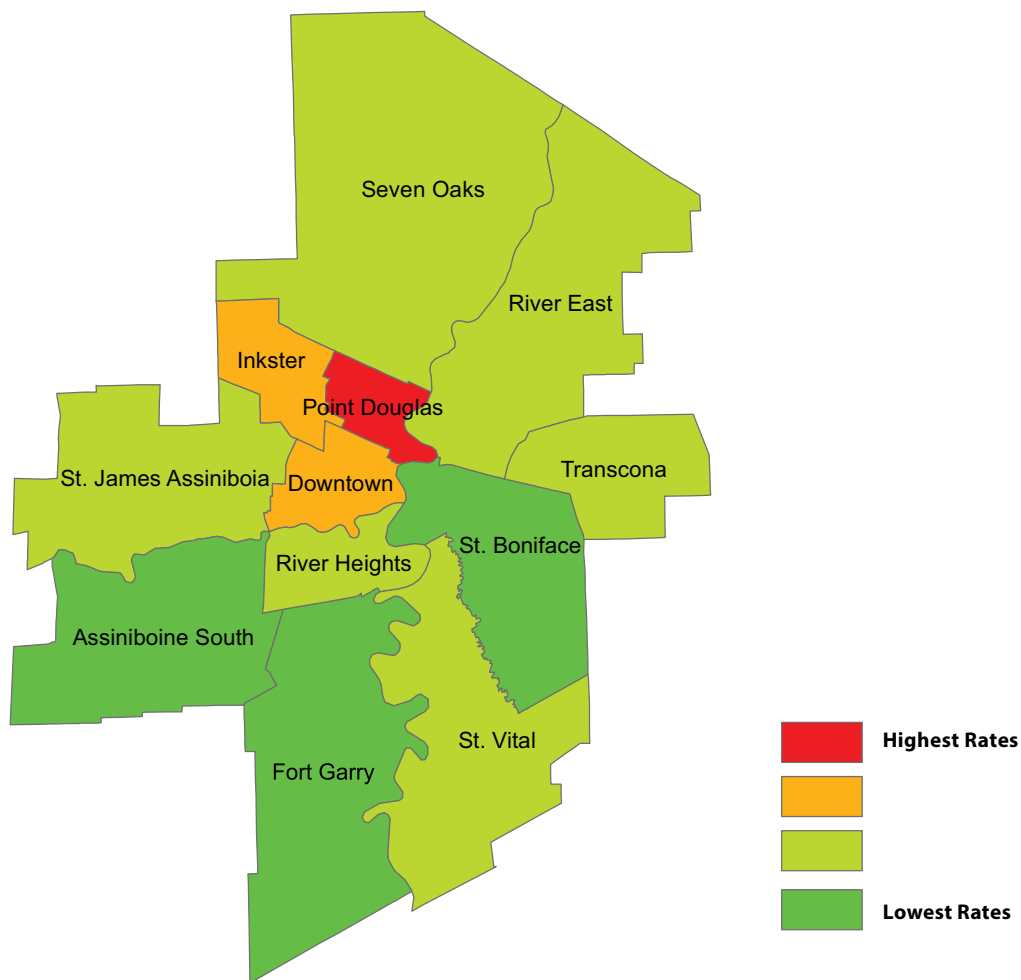 Seven Oaks
River East
Inkster
Point Douglas
St. James Assiniboia
Downtown
Transcona
St. Boniface
River Heights
Assiniboine South
St. Vital
Fort Garry
Highest Rates
Lowest Rates